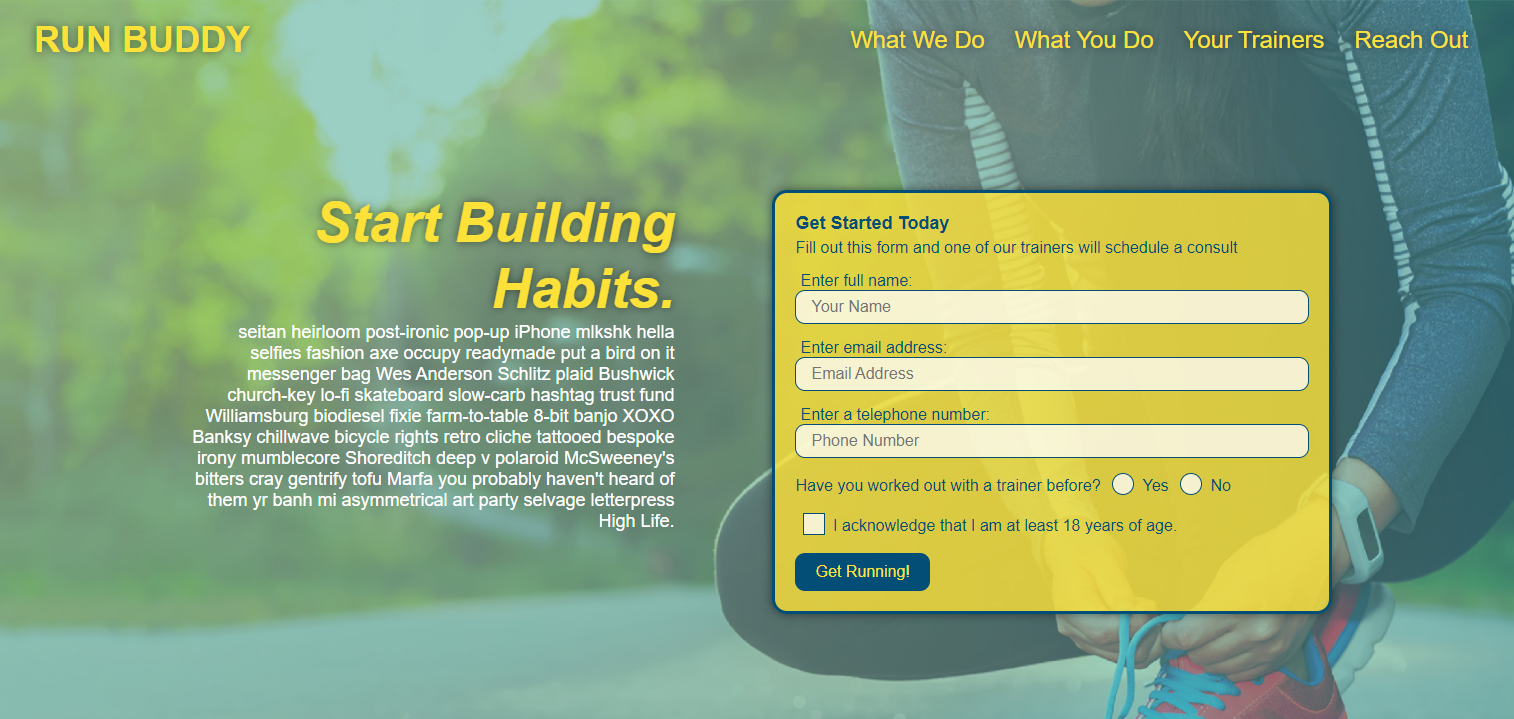 RUN BUDDY
What We Do What You Do Your Trainers Reach Out
Start Building
Habits.
seitan heirloom post-ironic pop-up iPhone mlkshk hella
selfies fashion axe occupy readymade put a bird on it
messenger bag Wes Anderson Schlitz plaid Bushwick
church-key lo-fi skateboard slow-carb hashtag trust fund
Williamsburg biodiesel fixie farm-to-table 8-bit banjo XOXO
Banksy chillwave bicycle rights retro cliche tattooed bespoke
irony mumblecore Shoreditch deep v polaroid McSweeney's
bitters cray gentrify tofu Marfa you probably haven't heard of
them yr banh mi asymmetrical art party selvage letterpress
High Life.
Get Started Today
Fill out this form and one of our trainers will schedule a consult
Enter full name:
Your Name
Enter email address:
Email Address
Enter a telephone number:
Phone Number
Have you worked out with a trainer before? Yes No
I acknowledge that I am at least 18 years of age.
Get Running!